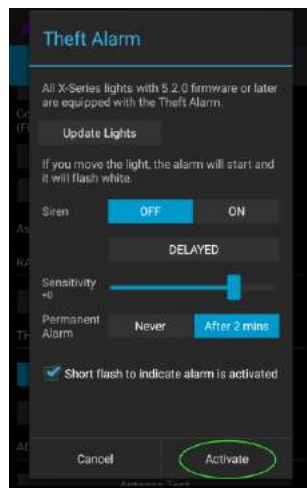 Theft Alarm
All X-Series lights with 5.2.0 firmware or later
are equipped with the Theft Alarm.
Update Lights
If you move the light, the alarm will start and
it will flash white.
Siren OFF ON
DELAYED
Sensitivity
+0
Permanent
Alarm Never After 2 mins
Short flash to indicate alarm is activated
Cancel Activate